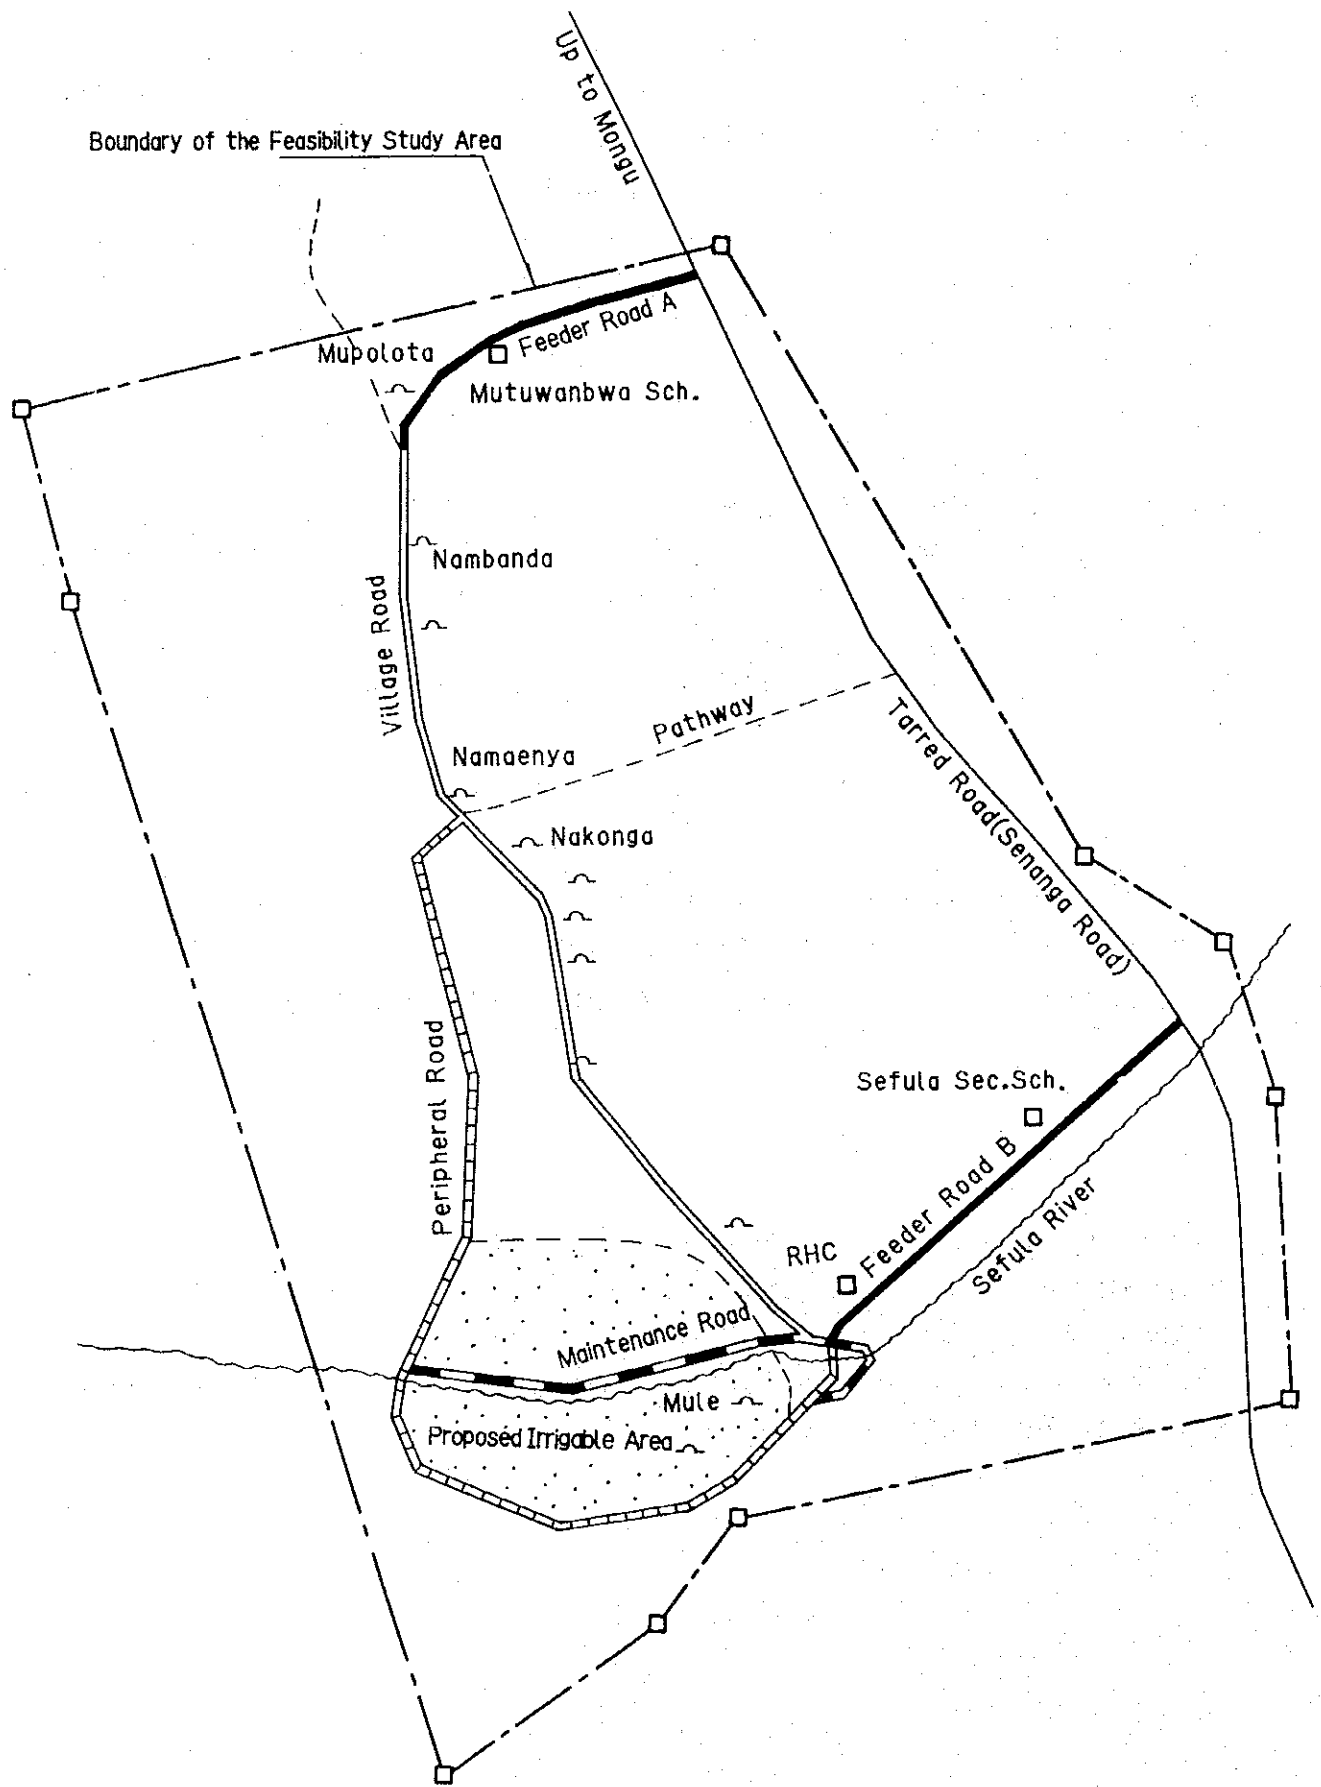 Up to Mongu
Boundary of the Feasibility Study Area
Feeder Road A
Mupolota
Mutuwanbwa Sch.
Nambanda
Village Road
Pathway
Tarred Road(Senanga Road)
Namaenya
Nakonga
Peripheral Road
Sefula Sec.Sch.
Feeder Road B
Sefula River
RHC
Maintenance Road
Mule
Proposed Irrigable Area